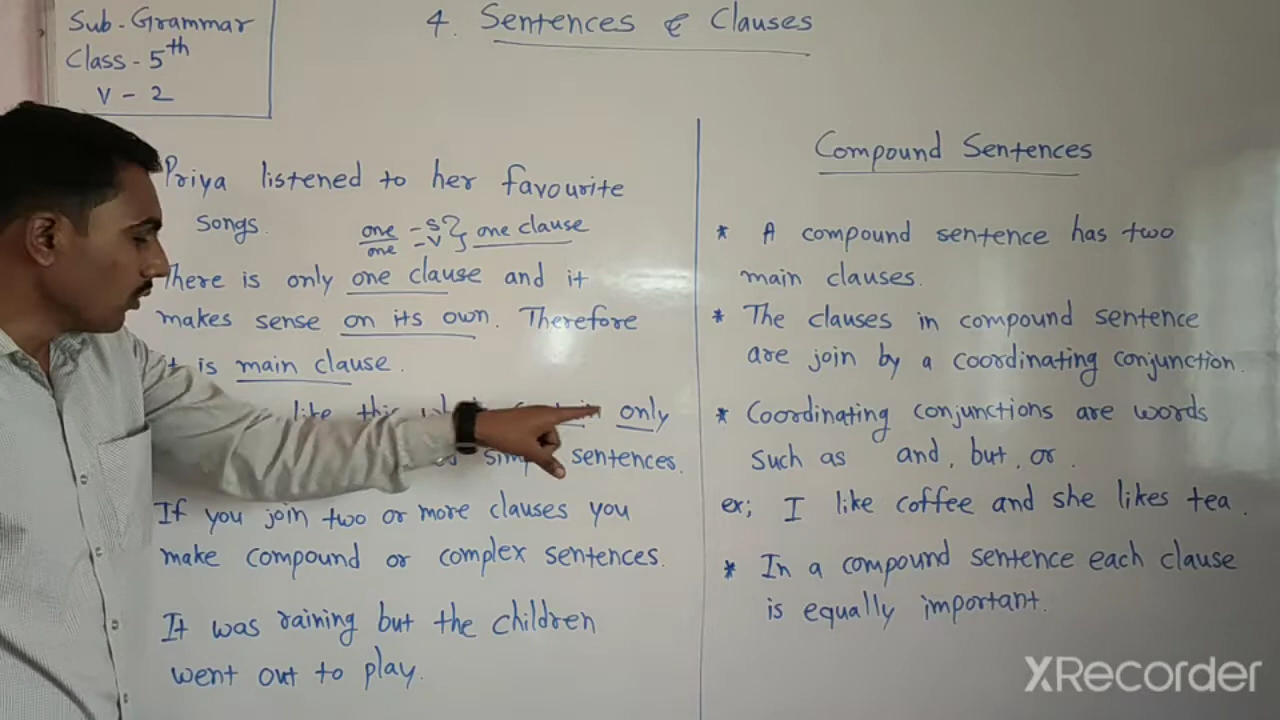 Sub - Grammar
Class - 5th
V - 2
4. Sentences & Clauses
Priya listened to her favourite
songs.
one - S } one clause
one - V
There is only one clause and it
makes sense on its own. Therefore
is main clause.
like this only
sentences.
If you join two or more clauses you
make compound or complex sentences.
It was raining but the children
went out to play.
Compound Sentences
* A compound sentence has two
main clauses.
* The clauses in compound sentence
are join by a coordinating conjunction.
* Coordinating conjunctions are words
such as and, but, or.
ex; I like coffee and she likes tea.
* In a compound sentence each clause
is equally important.
XRecorder